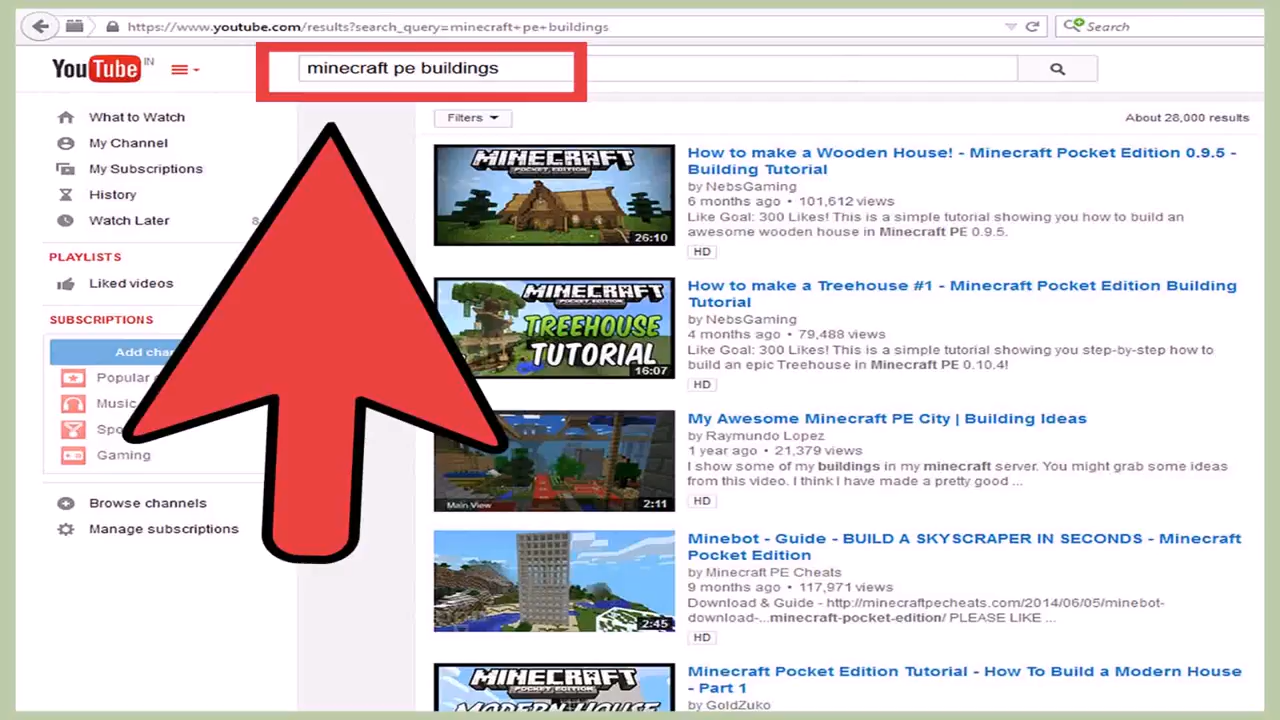 https://www.youtube.com/results?search_query=minecraft+pe+buildings
Search
YouTube IN
minecraft pe buildings
What to Watch
My Channel
My Subscriptions
History
Watch Later
PLAYLISTS
Liked videos
SUBSCRIPTIONS
Add
Popular
Music
Gaming
Browse channels
Manage subscriptions
Filters
About 28,000 results
MINECRAFT
POCKET EDITION
26:10
How to make a Wooden House! - Minecraft Pocket Edition 0.9.5 -
Building Tutorial
by NebsGaming
6 months ago • 101,612 views
Like Goal: 300 Likes! This is a simple tutorial showing you how to build an
awesome wooden house in Minecraft PE 0.9.5.
HD
MINECRAFT
POCKET EDITION
TREEHOUSE
TUTORIAL
16:07
How to make a Treehouse #1 - Minecraft Pocket Edition Building
Tutorial
by NebsGaming
4 months ago • 79,488 views
Like Goal: 300 Likes! This is a simple tutorial showing you step-by-step how to
build an epic Treehouse in Minecraft PE 0.10.4!
HD
Main View
2:11
My Awesome Minecraft PE City | Building Ideas
by Raymundo Lopez
1 year ago • 21,379 views
I show some of my buildings in my minecraft server. You might grab some ideas
from this video. I think I have made a pretty good ...
HD
2:45
Minebot - Guide - BUILD A SKYSCRAPER IN SECONDS - Minecraft
Pocket Edition
by Minecraft PE Cheats
9 months ago • 117,971 views
Download & Guide - http://minecraftpecheats.com/2014/06/05/minebot-
download-...minecraft-pocket-edition/ PLEASE LIKE ...
HD
MINECRAFT
POCKET EDITION
MODERN HOUSE
Minecraft Pocket Edition Tutorial - How To Build a Modern House
- Part 1
by GoldZuko